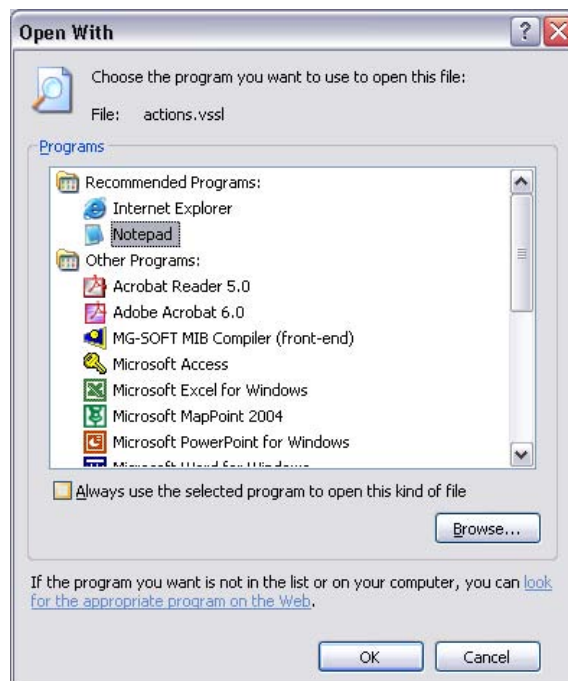 Open With
?
Choose the program you want to use to open this file:
File: actions.vssl
Programs
Recommended Programs:
Internet Explorer
Notepad
Other Programs:
Acrobat Reader 5.0
Adobe Acrobat 6.0
MG-SOFT MIB Compiler (front-end)
Microsoft Access
Microsoft Excel for Windows
Microsoft MapPoint 2004
Microsoft PowerPoint for Windows
Microsoft Word for Windows
Always use the selected program to open this kind of file
Browse...
If the program you want is not in the list or on your computer, you can look
for the appropriate program on the Web.
OK
Cancel